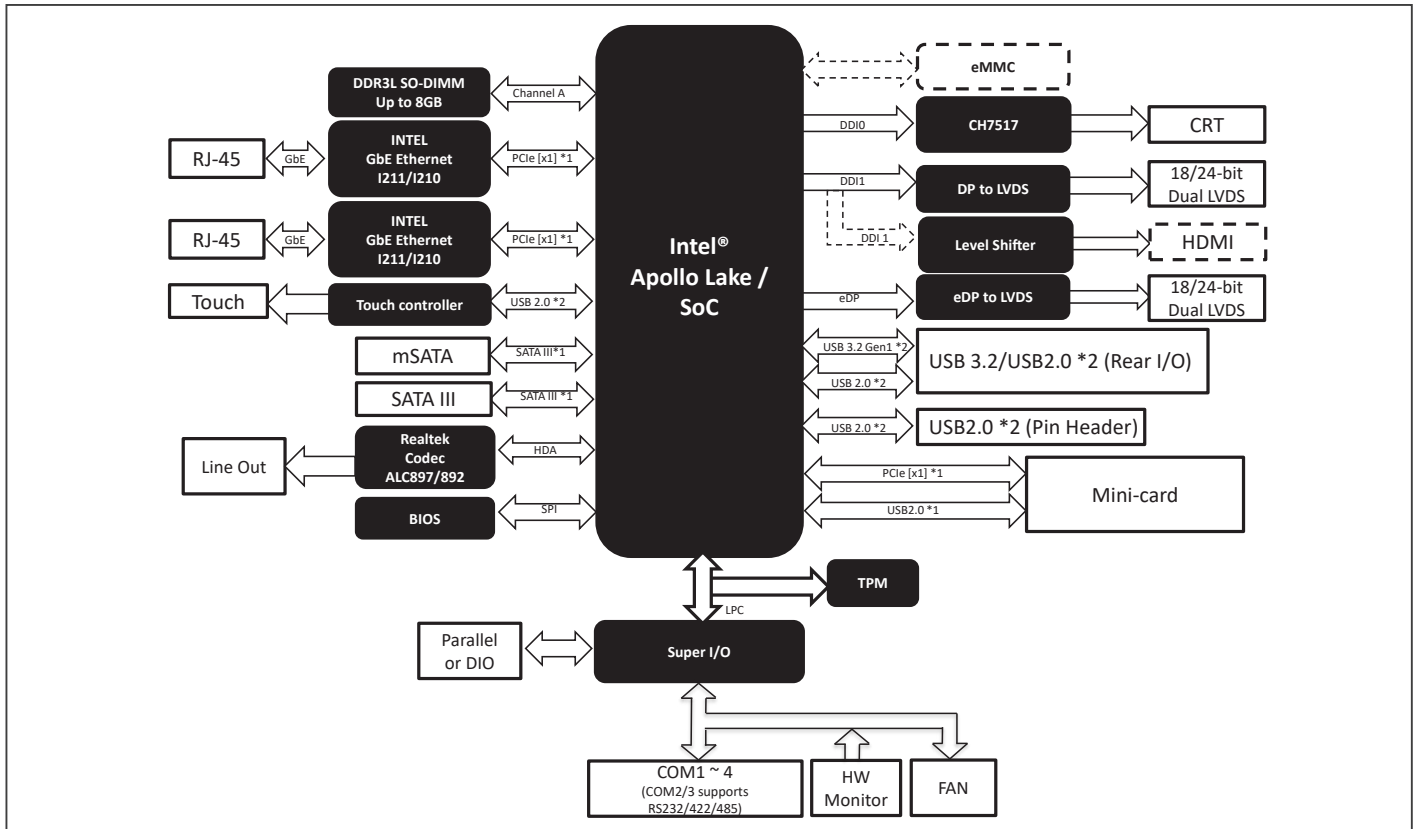 DDR3L SO-DIMM
Up to 8GB
Channel A
RJ-45
GbE
INTEL
GbE Ethernet
I211/I210
PCIe [x1] *1
RJ-45
GbE
INTEL
GbE Ethernet
I211/I210
PCIe [x1] *1
Touch
Touch controller
USB 2.0 *2
mSATA
SATA III*1
SATA III
SATA III *1
Line Out
Realtek
Codec
ALC897/892
HDA
BIOS
SPI
Intel®
Apollo Lake /
SoC
eMMC
DDI0
CH7517
CRT
DDI1
DP to LVDS
18/24-bit
Dual LVDS
DDI 1
Level Shifter
HDMI
eDP
eDP to LVDS
18/24-bit
Dual LVDS
USB 3.2 Gen1 *2
USB 2.0 *2
USB 3.2/USB2.0 *2 (Rear I/O)
USB 2.0 *2
USB2.0 *2 (Pin Header)
PCIe [x1] *1
USB2.0 *1
Mini-card
TPM
LPC
Parallel
or DIO
Super I/O
COM1 ~ 4
(COM2/3 supports
RS232/422/485)
HW
Monitor
FAN